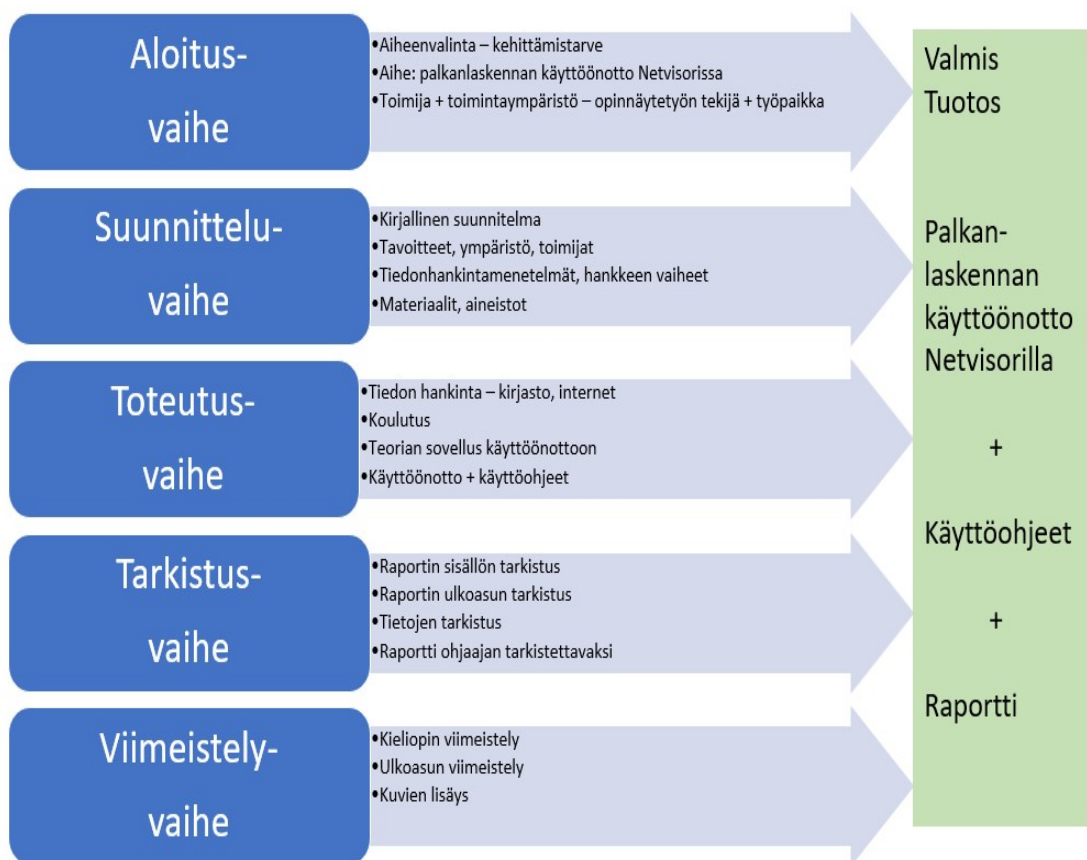 Aloitus-
vaihe
•Aiheenvalinta – kehittämistarve
•Aihe: palkanlaskennan käyttöönotto Netvisorissa
•Toimija + toimintaympäristö – opinnäytetyön tekijä + työpaikka
Suunnittelu-
vaihe
•Kirjallinen suunnitelma
•Tavoitteet, ympäristö, toimijat
•Tiedonhankintamenetelmät, hankkeen vaiheet
•Materiaalit, aineistot
Toteutus-
vaihe
•Tiedon hankinta – kirjasto, internet
•Koulutus
•Teorian sovellus käyttöönottoon
•Käyttöönotto + käyttöohjeet
Tarkistus-
vaihe
•Raportin sisällön tarkistus
•Raportin ulkoasun tarkistus
•Tietojen tarkistus
•Raportti ohjaajan tarkistettavaksi
Viimeistely-
vaihe
•Kieliopin viimeistely
•Ulkoasun viimeistely
•Kuvien lisäys
Valmis
Tuotos
Palkan-
laskennan
käyttöönotto
Netvisorilla
+
Käyttöohjeet
+
Raportti